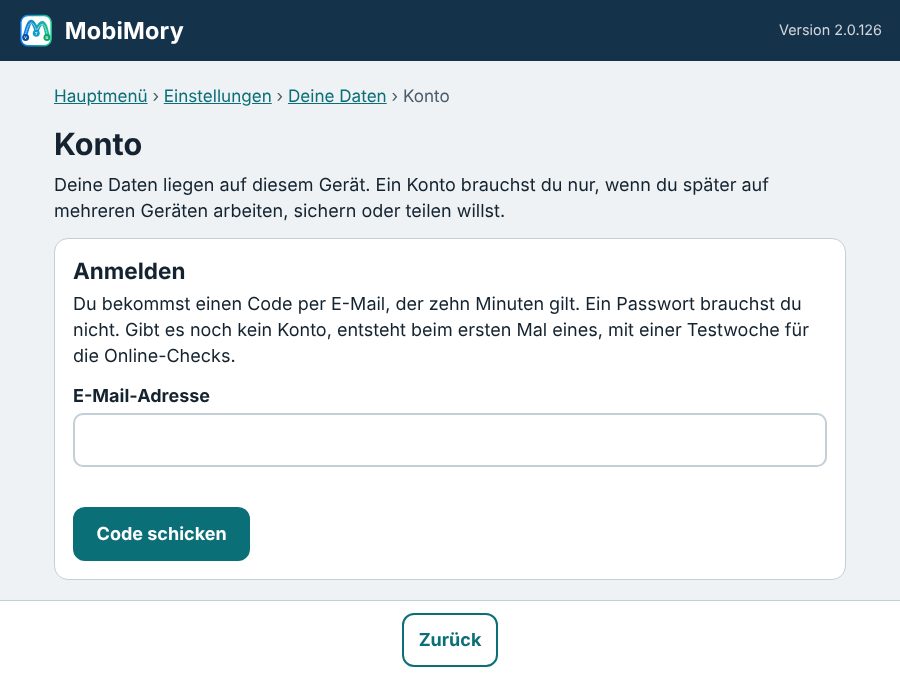 MobiMory
Version 2.0.126
Hauptmenü › Einstellungen › Deine Daten › Konto
Konto
Deine Daten liegen auf diesem Gerät. Ein Konto brauchst du nur, wenn du später auf
mehreren Geräten arbeiten, sichern oder teilen willst.
Anmelden
Du bekommst einen Code per E-Mail, der zehn Minuten gilt. Ein Passwort brauchst du
nicht. Gibt es noch kein Konto, entsteht beim ersten Mal eines, mit einer Testwoche für
die Online-Checks.
E-Mail-Adresse
Code schicken
Zurück